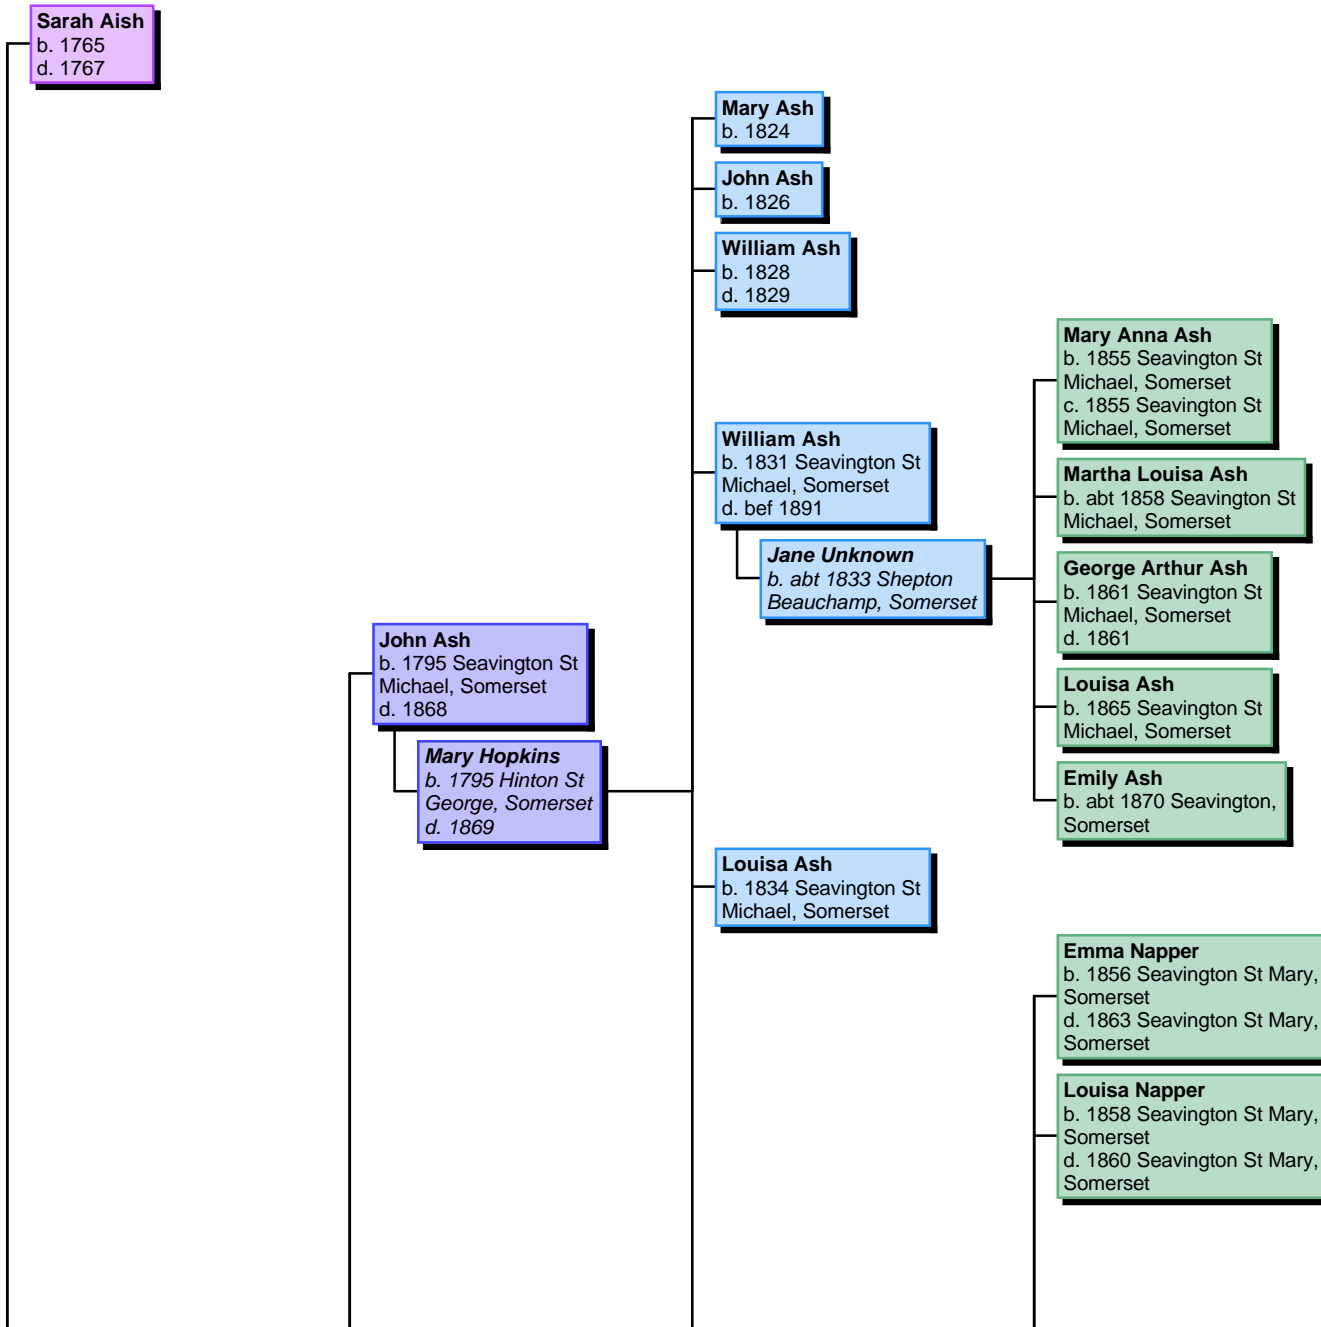 Sarah Aish
b. 1765
d. 1767
Mary Ash
b. 1824
John Ash
b. 1826
William Ash
b. 1828
d. 1829
Mary Anna Ash
b. 1855 Seavington St
Michael, Somerset
c. 1855 Seavington St
Michael, Somerset
William Ash
b. 1831 Seavington St
Michael, Somerset
d. bef 1891
Martha Louisa Ash
b. abt 1858 Seavington St
Michael, Somerset
Jane Unknown
b. abt 1833 Shepton
Beauchamp, Somerset
George Arthur Ash
b. 1861 Seavington St
Michael, Somerset
d. 1861
John Ash
b. 1795 Seavington St
Michael, Somerset
d. 1868
Louisa Ash
b. 1865 Seavington St
Michael, Somerset
Mary Hopkins
b. 1795 Hinton St
George, Somerset
d. 1869
Emily Ash
b. abt 1870 Seavington,
Somerset
Louisa Ash
b. 1834 Seavington St
Michael, Somerset
Emma Napper
b. 1856 Seavington St Mary,
Somerset
d. 1863 Seavington St Mary,
Somerset
Louisa Napper
b. 1858 Seavington St Mary,
Somerset
d. 1860 Seavington St Mary,
Somerset